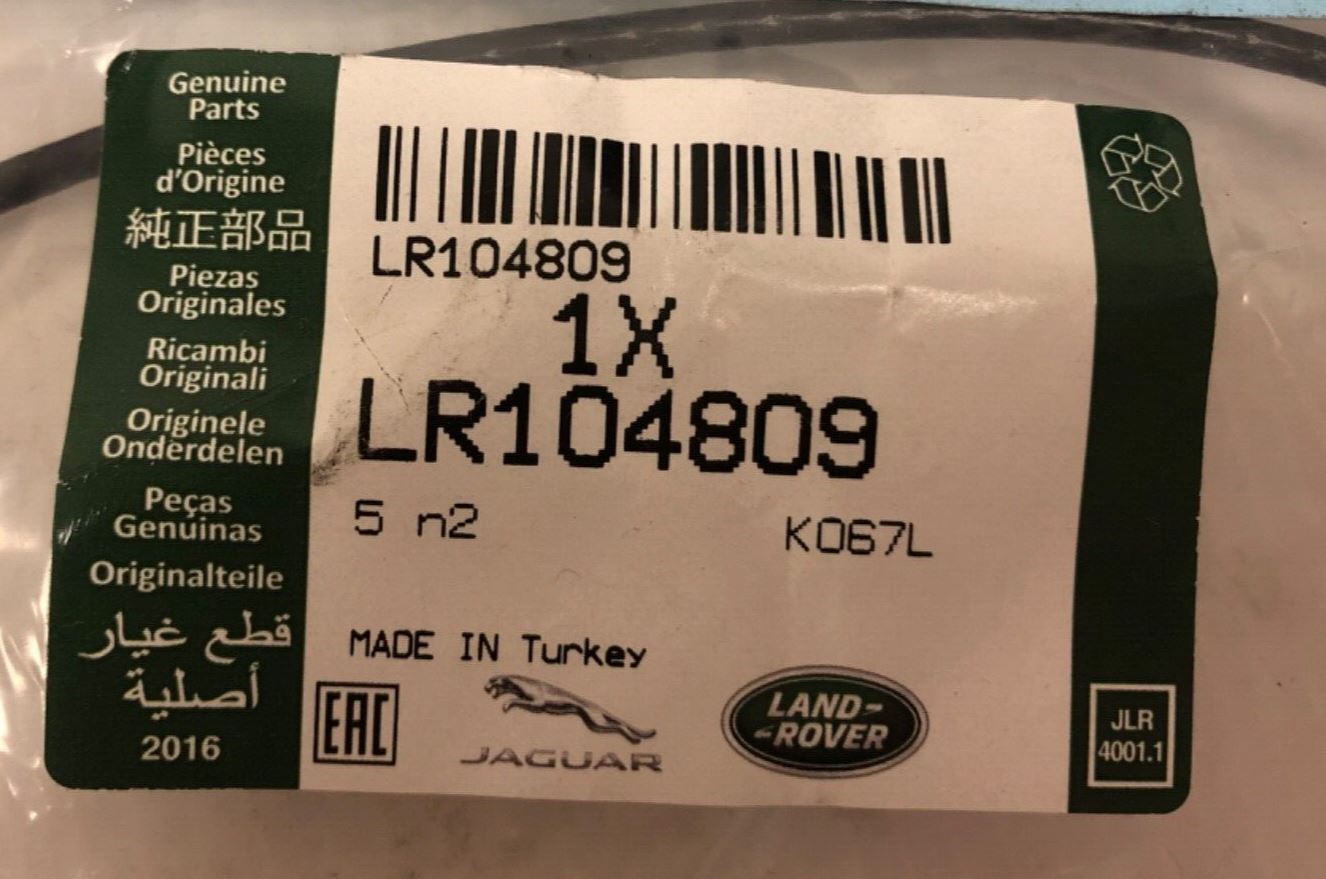 Genuine
Parts
Pièces
d'Origine
純正部品
Piezas
Originales
Ricambi
Originali
Originele
Onderdelen
Peças
Genuinas
Originalteile
قطع غيار
أصلية
2016
LR104809
1X
LR104809
5 n2
K067L
MADE IN Turkey
EAC
JAGUAR
LAND-
-ROVER
JLR
4001.1